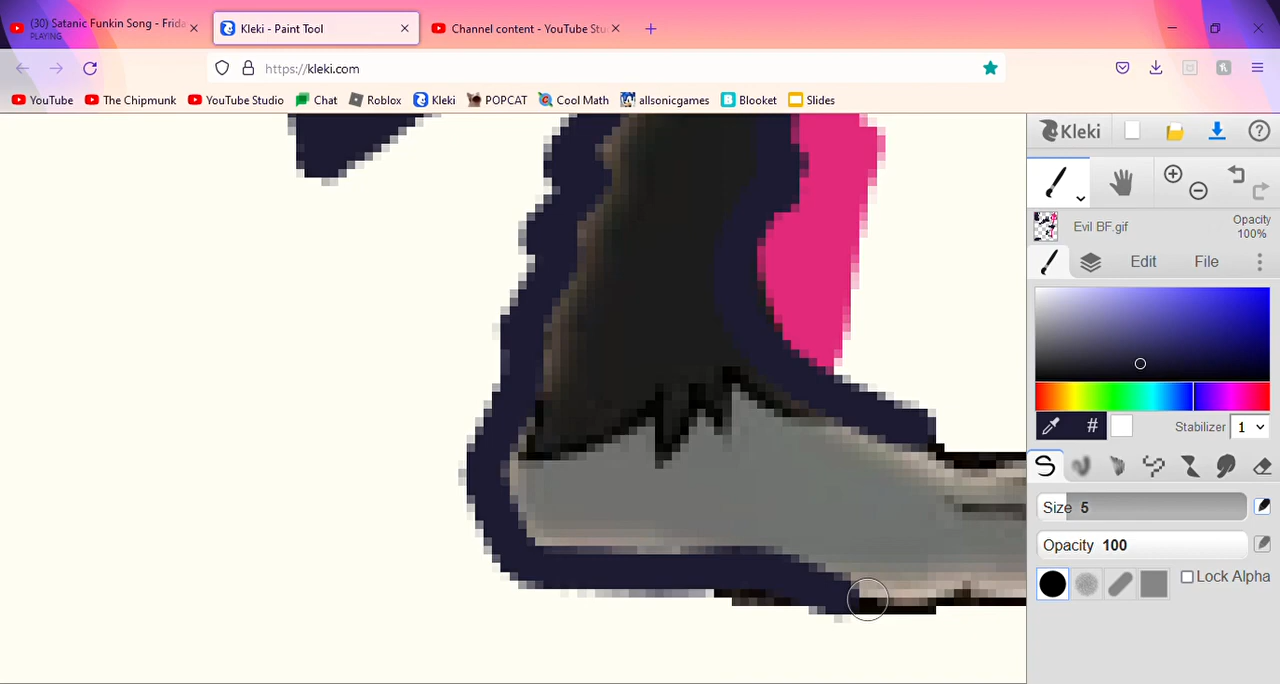 (30) Satanic Funkin Song - Frida
PLAYING
Kleki - Paint Tool
Channel content - YouTube Stu
https://kleki.com
YouTube The Chipmunk YouTube Studio Chat Roblox Kleki POPCAT Cool Math allsonicgames Blooket Slides
Kleki
Evil BF.gif
Opacity
100%
Edit File
# Stabilizer 1
Size 5
Opacity 100
Lock Alpha